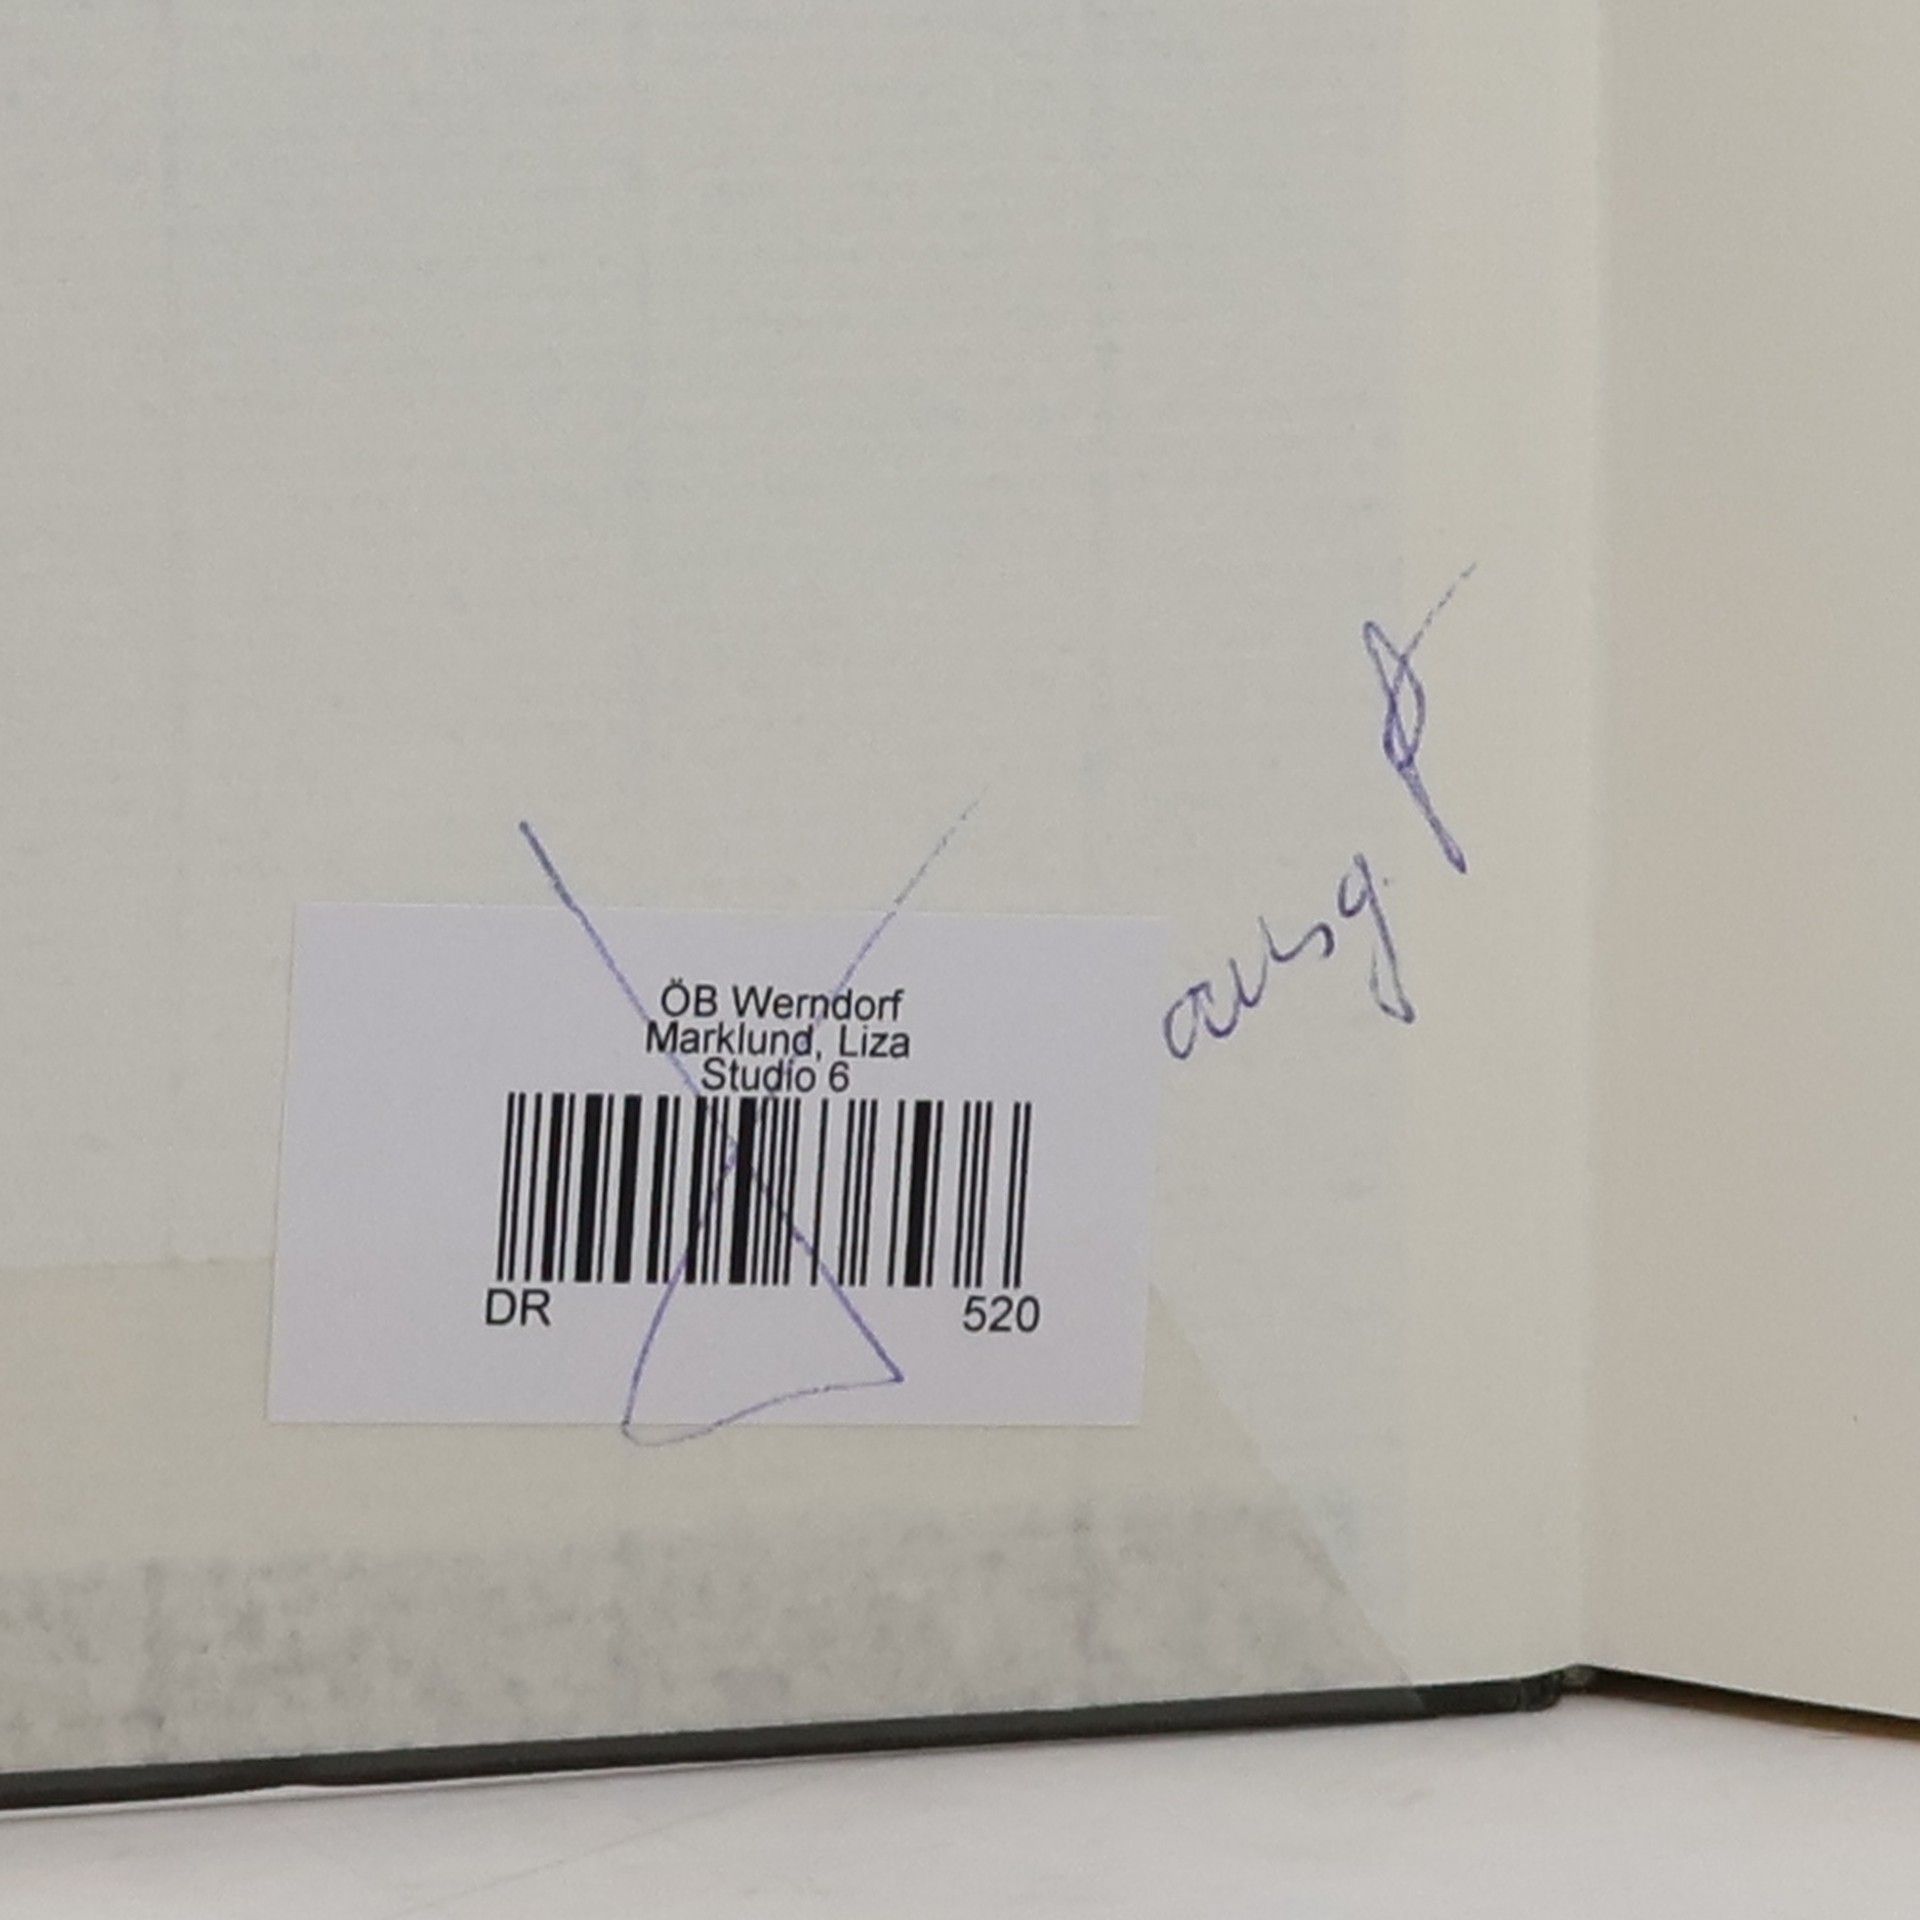 ÖB Werndorf
Marklund, Liza
Studio 6
DR 520
ausg.